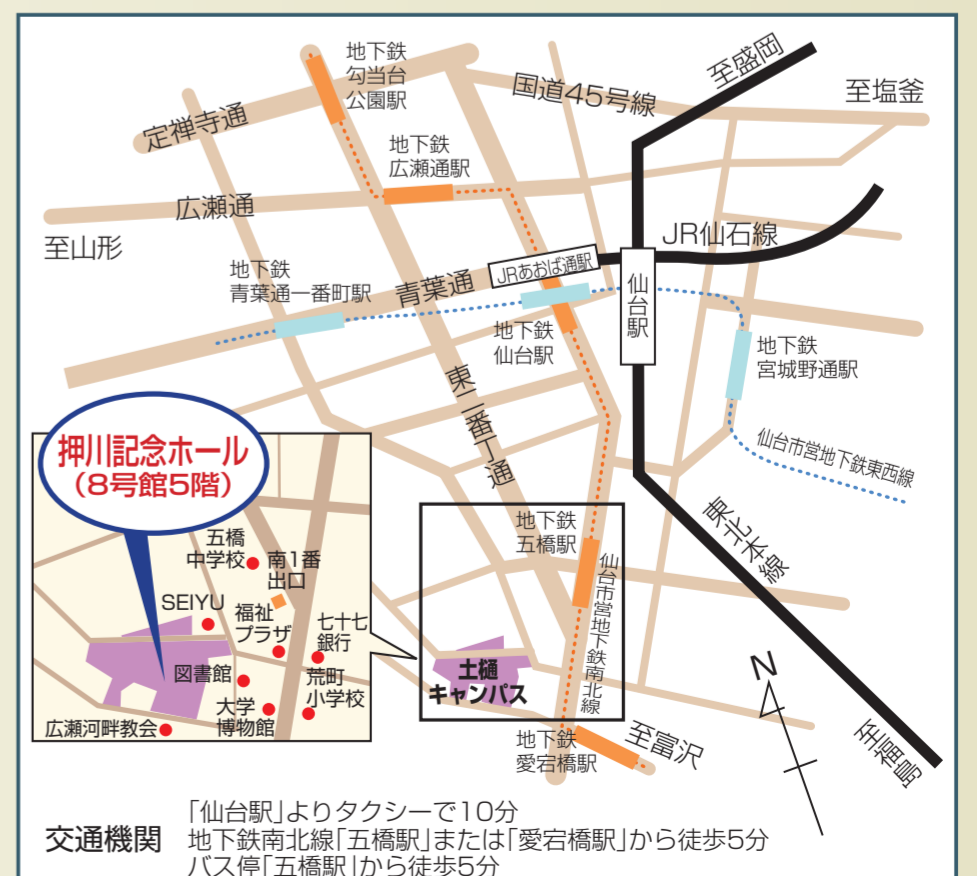 地下鉄
勾当台
公園駅
至盛岡
国道45号線
至塩釜
定禅寺通
地下鉄
広瀬通駅
広瀬通
至山形
JR仙石線
JRあおば通駅
仙台駅
地下鉄
青葉通一番町駅
青葉通
地下鉄
仙台駅
地下鉄
宮城野通駅
東二番丁通
仙台市営地下鉄東西線
押川記念ホール
(8号館5階)
地下鉄
五橋駅
東北本線
仙台市営地下鉄南北線
五橋
中学校
南1番
出口
SEIYU
福祉
プラザ
七十七
銀行
図書館
荒町
小学校
大学
博物館
広瀬河畔教会
土樋
キャンパス
N
地下鉄
愛宕橋駅
至富沢
至福島
交通機関
「仙台駅」よりタクシーで10分
地下鉄南北線「五橋駅」または「愛宕橋駅」から徒歩5分
バス停「五橋駅」から徒歩5分